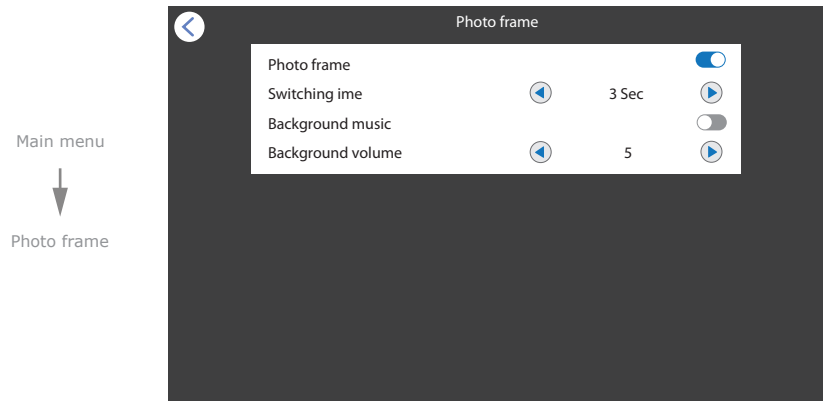 Photo frame
Photo frame
Switching ime 3 Sec
Background music
Background volume 5
Main menu
Photo frame